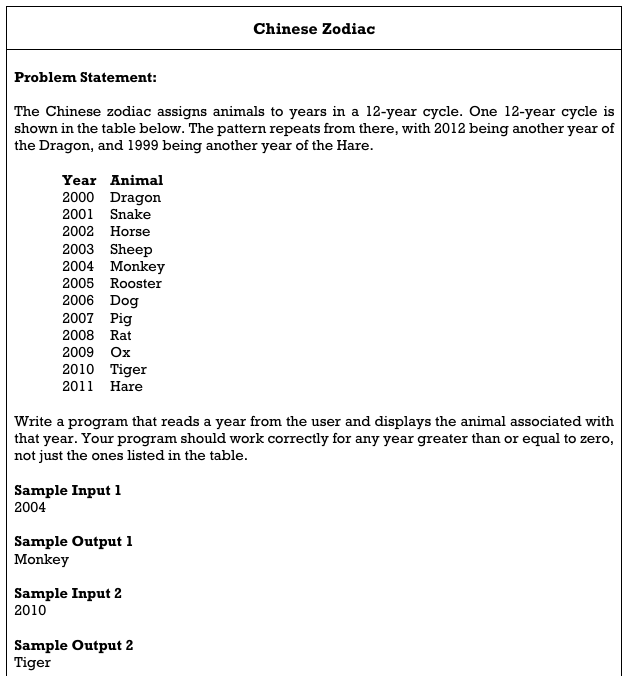 Chinese Zodiac
Problem Statement:
The Chinese zodiac assigns animals to years in a 12-year cycle. One 12-year cycle is
shown in the table below. The pattern repeats from there, with 2012 being another year of
the Dragon, and 1999 being another year of the Hare.
Year Animal
2000 Dragon
2001 Snake
2002 Horse
2003 Sheep
2004 Monkey
2005 Rooster
2006 Dog
2007 Pig
2008 Rat
2009 Ox
2010 Tiger
2011 Hare
Write a program that reads a year from the user and displays the animal associated with
that year. Your program should work correctly for any year greater than or equal to zero,
not just the ones listed in the table.
Sample Input 1
2004
Sample Output 1
Monkey
Sample Input 2
2010
Sample Output 2
Tiger